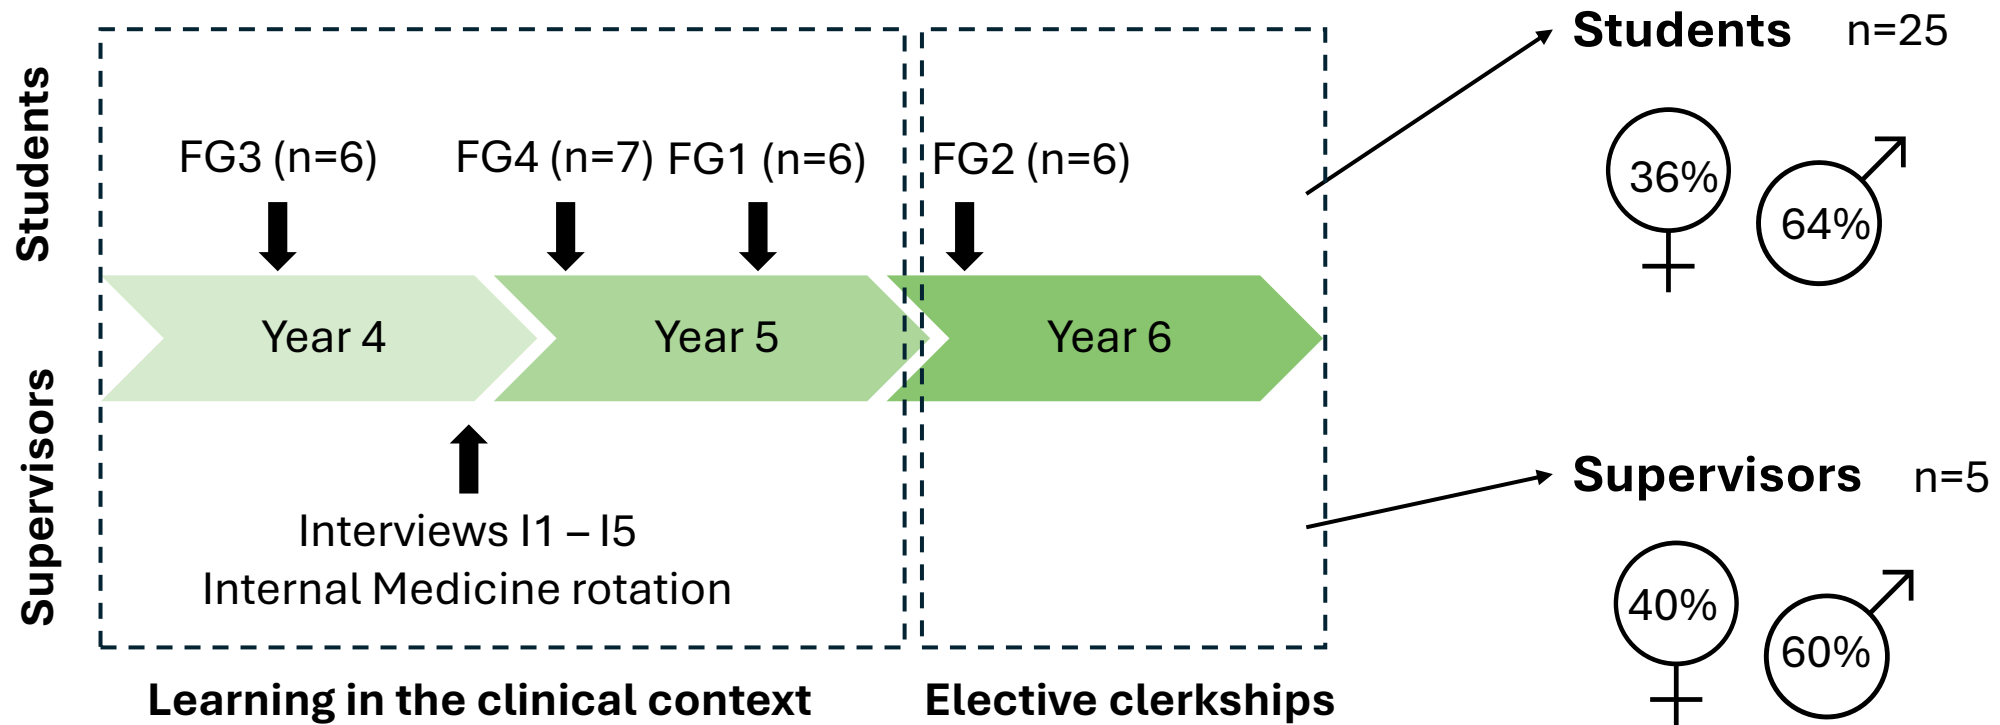 Students
Supervisors
FG3 (n=6)
FG4 (n=7)
FG1 (n=6)
FG2 (n=6)
Year 4
Year 5
Year 6
Interviews I1 – I5
Internal Medicine rotation
Learning in the clinical context
Elective clerkships
Students n=25
36%
64%
Supervisors n=5
40%
60%